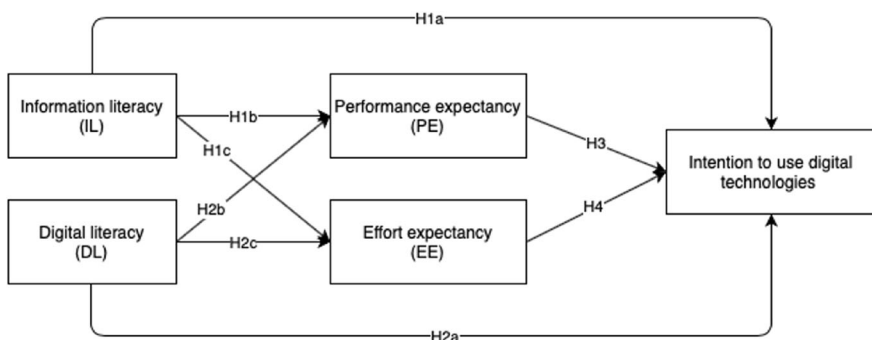 H1a
Information literacy
(IL)
H1b
Performance expectancy
(PE)
H1c
H3
Intention to use digital
technologies
H2b
H4
Digital literacy
(DL)
H2c
Effort expectancy
(EE)
H2a